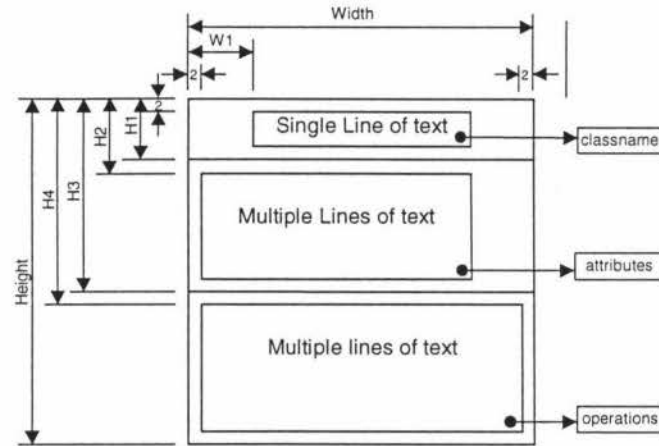 Width
W1
2
2
2
H1
H2
H3
H4
Height
Single Line of text
classname
Multiple Lines of text
attributes
Multiple lines of text
operations